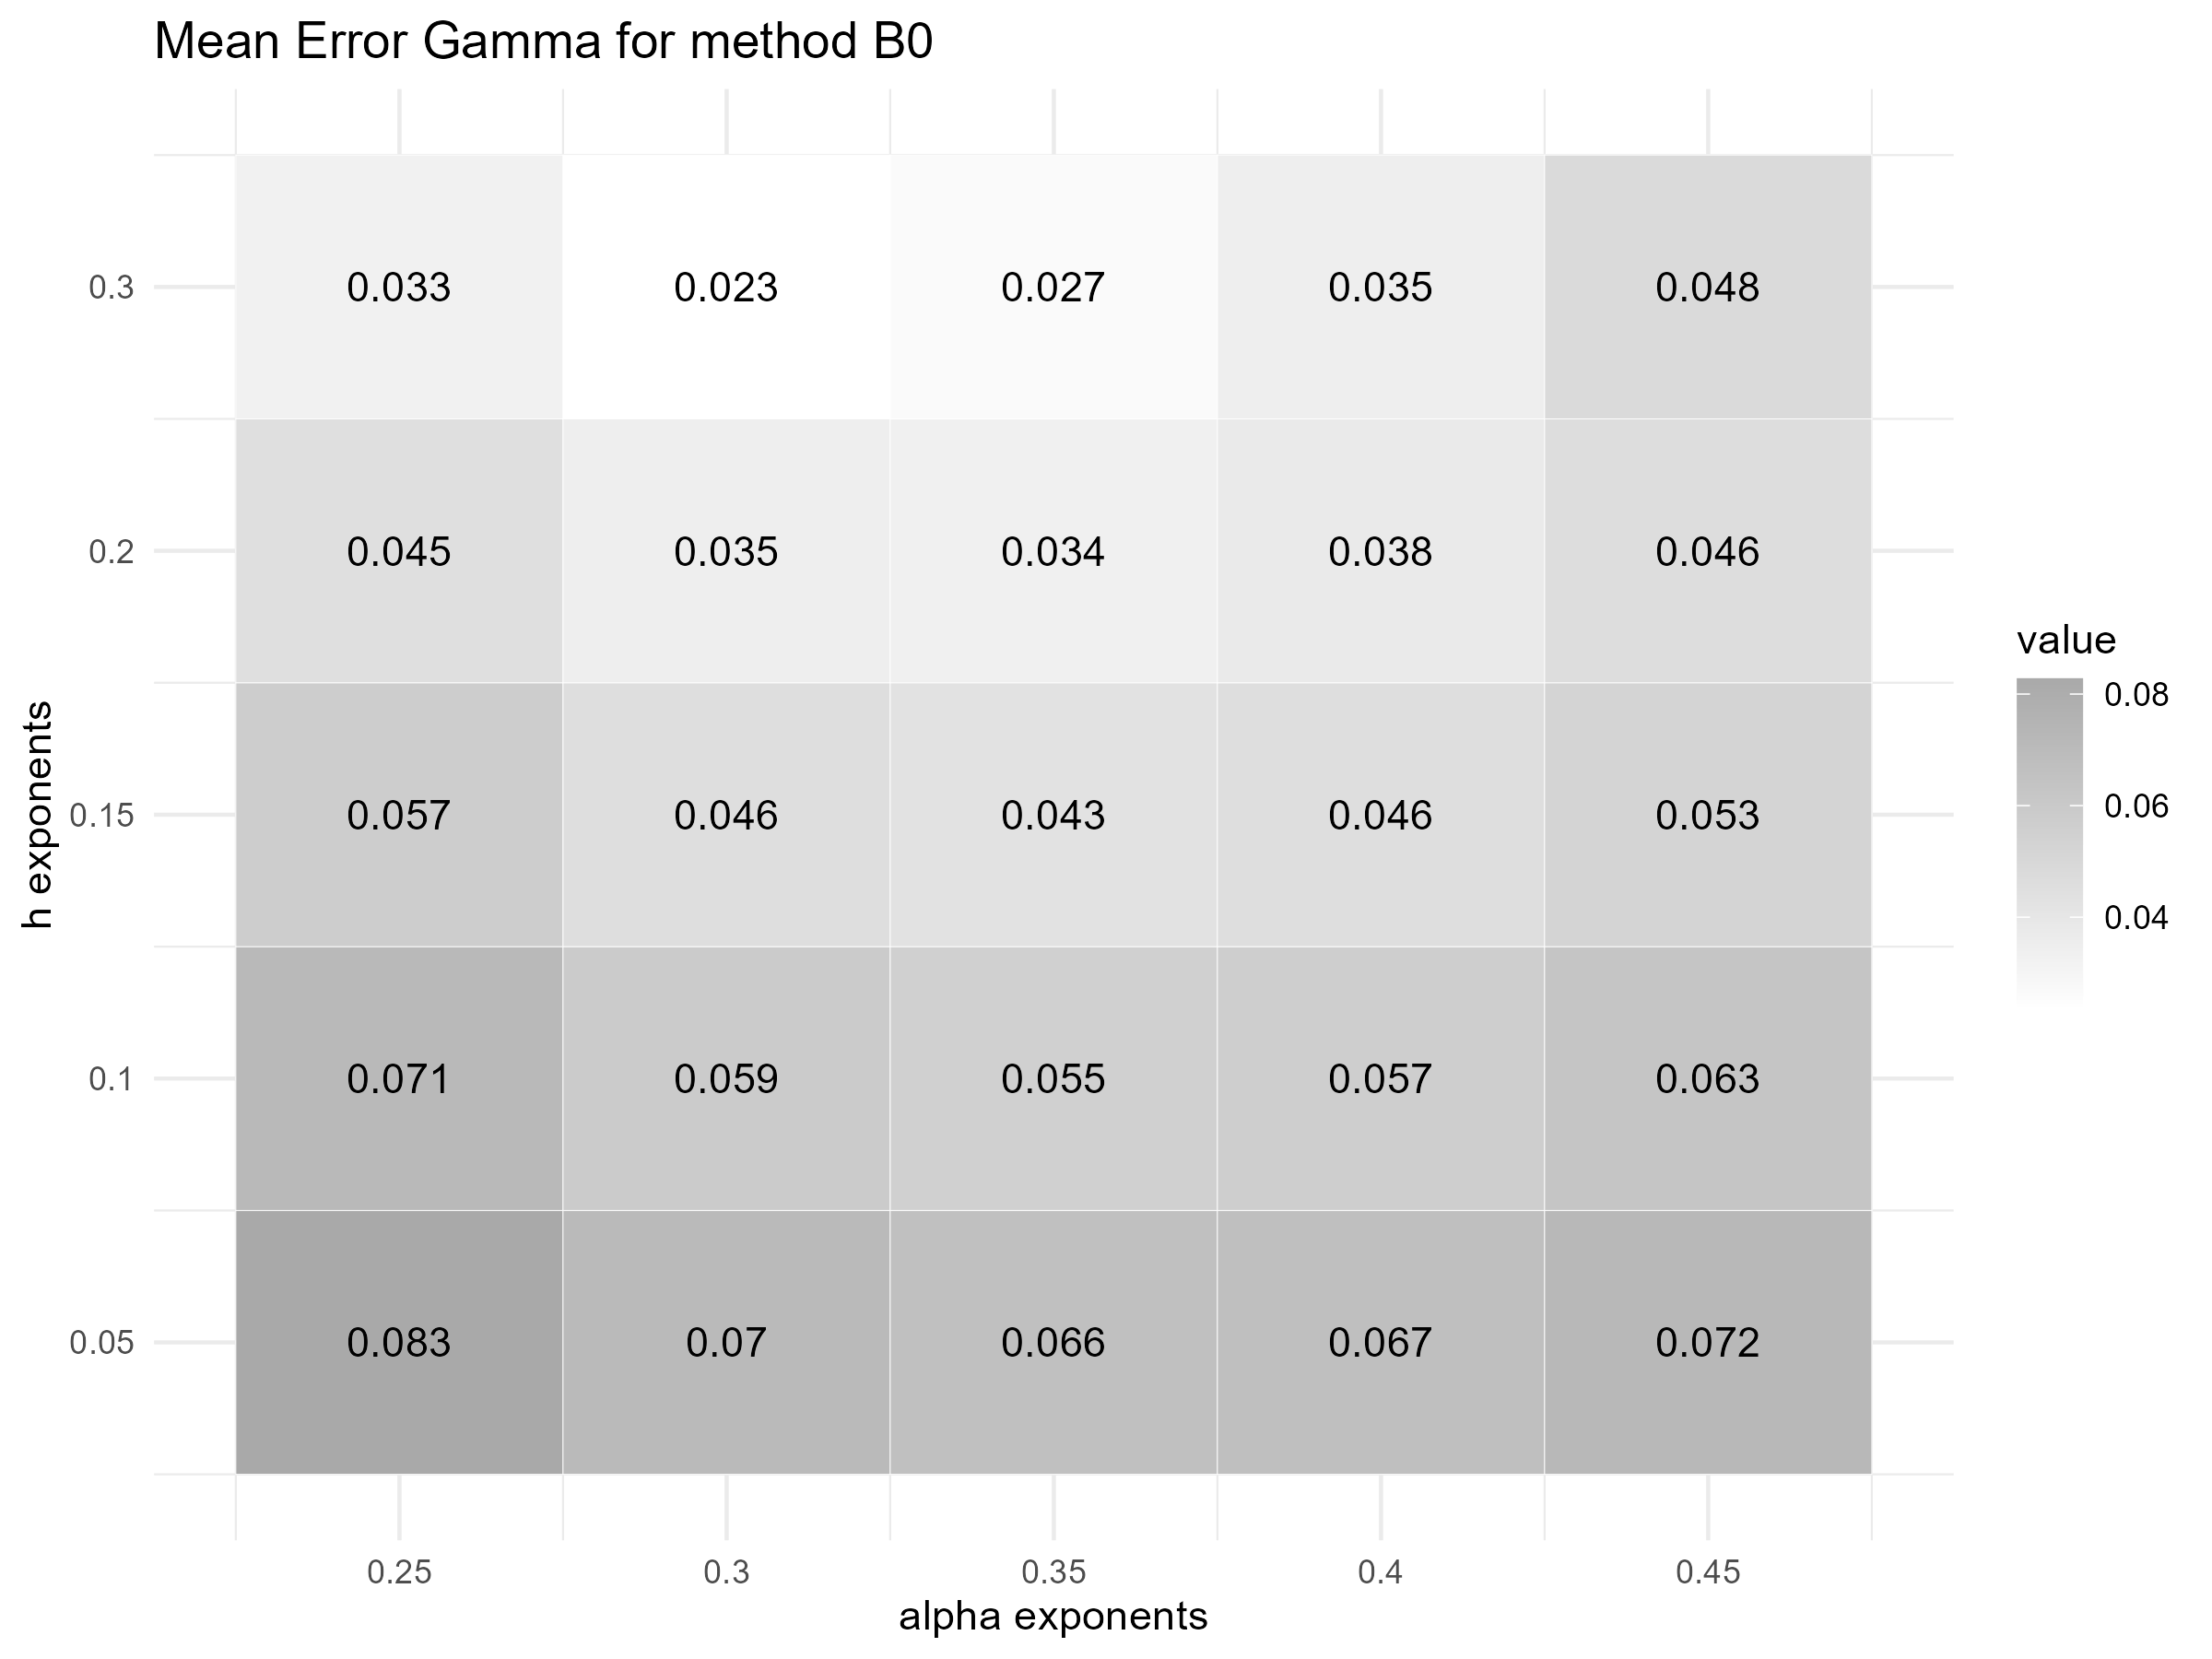 Mean Error Gamma for method B0
h exponents
0.3 0.033 0.023 0.027 0.035 0.048
0.2 0.045 0.035 0.034 0.038 0.046
0.15 0.057 0.046 0.043 0.046 0.053
0.1 0.071 0.059 0.055 0.057 0.063
0.05 0.083 0.07 0.066 0.067 0.072
0.25 0.3 0.35 0.4 0.45
alpha exponents
value
0.08
0.06
0.04